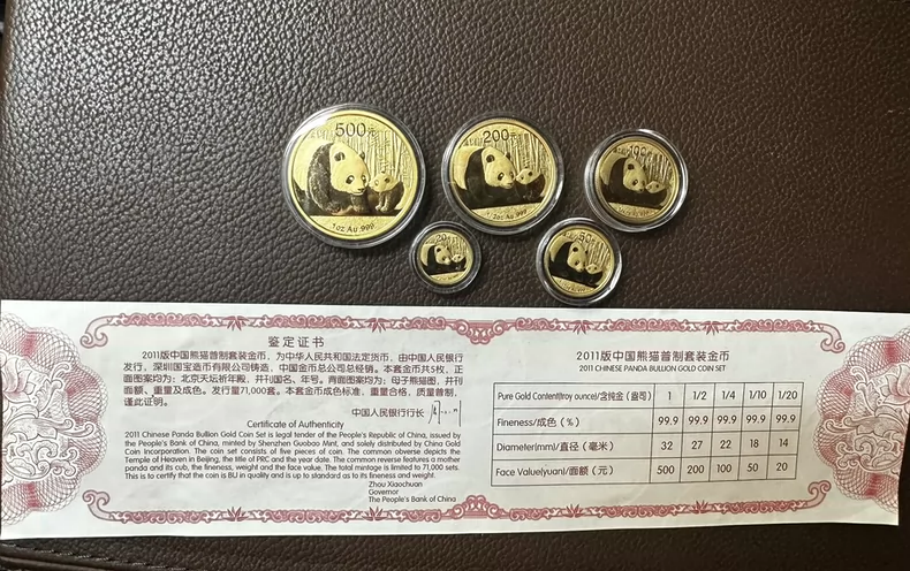 500元
1oz Au .999
200元
20
50
鉴定证书
2011版中国熊猫普制套装金币，为中华人民共和国法定货币，由中国人民银行
发行，深圳国宝造币有限公司铸造，中国金币总公司总经销。本套金币共5枚，正
面图案均为：北京天坛祈年殿，并刊国名、年号。背面图案均为：母子熊猫图，并刊
面额、重量及成色。发行量71,000套。本套金币成色标准，重量合格，质量普制，
谨此证明。
中国人民银行行长
Certificate of Authenticity
2011 Chinese Panda Bullion Gold Coin Set is legal tender of the People's Republic of China, issued by
the People's Bank of China, minted by Shenzhen Guobao Mint, and solely distributed by China Gold
Coin Incorporation. The coin set consists of five pieces of coin. The common obverse depicts the
Temple of Heaven in Beijing, the title of PRC and the year date. The common reverse features a mother
panda and its cub, the fineness, weight and the face value. The total mintage is limited to 71,000 sets.
This is to certify that the coin is BU in quality and is up to standard as to its fineness and weight.
Zhou Xiaochuan
Governor
The People's Bank of China
2011版中国熊猫普制套装金币
2011 CHINESE PANDA BULLION GOLD COIN SET
Pure Gold Content(troy ounce)/含纯金（盎司） 1 1/2 1/4 1/10 1/20
Fineness/成色（%） 99.9 99.9 99.9 99.9 99.9
Diameter(mm)/直径（毫米） 32 27 22 18 14
Face Value(yuan)/面额（元） 500 200 100 50 20